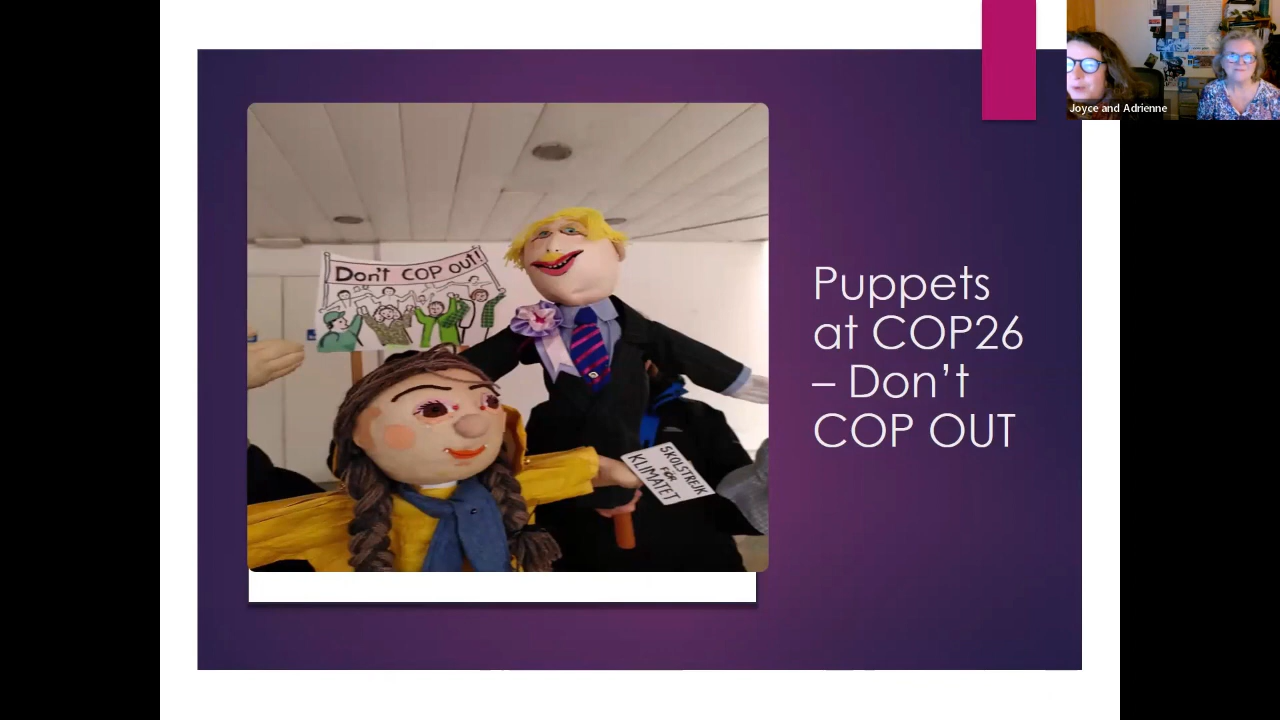 Joyce and Adrienne
Don't COP out!
SKOLSTREJK
FÖR
KLIMATET
Puppets
at COP26
– Don't
COP OUT